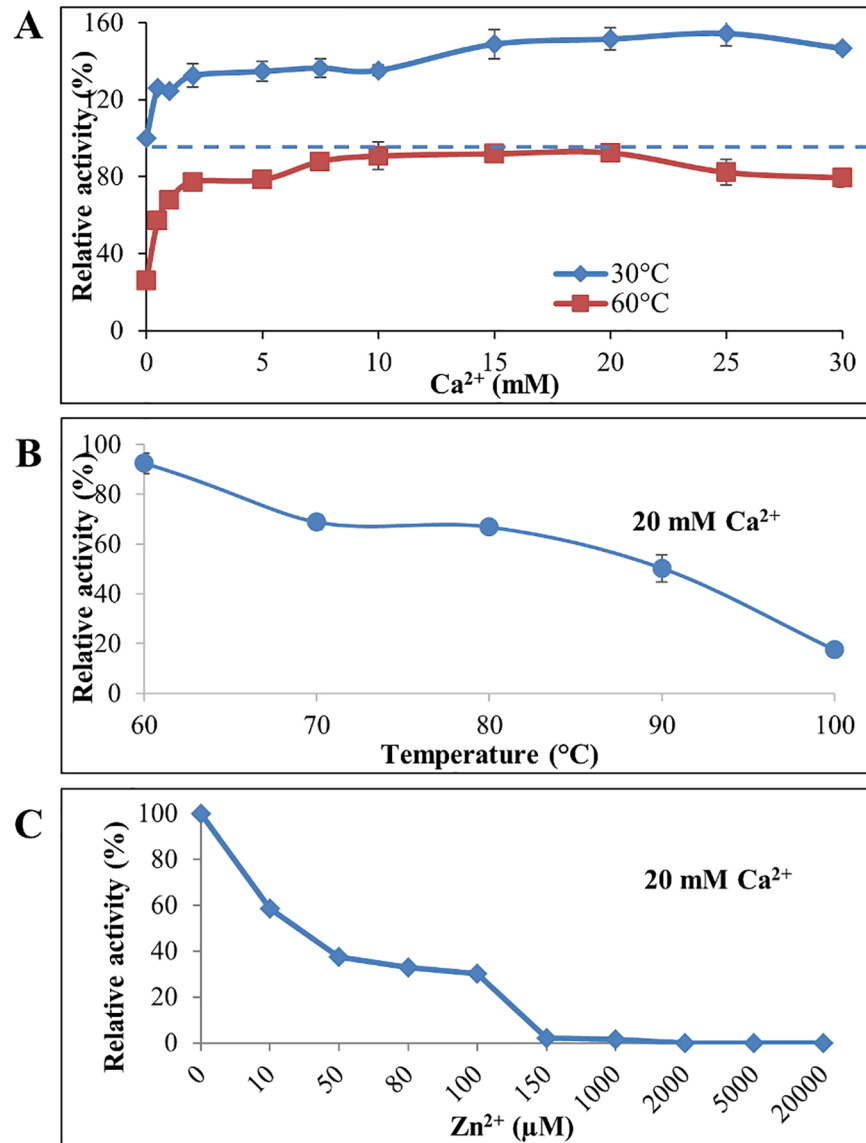 A
Relative activity (%)
160
120
80
40
0
30°C
60°C
0 5 10 15 20 25 30
Ca²⁺ (mM)
B
Relative activity (%)
100
80
60
40
20
0
20 mM Ca²⁺
60 70 80 90 100
Temperature (°C)
C
Relative activity (%)
100
80
60
40
20
0
20 mM Ca²⁺
0 10 50 80 100 150 1000 2000 5000 20000
Zn²⁺ (µM)